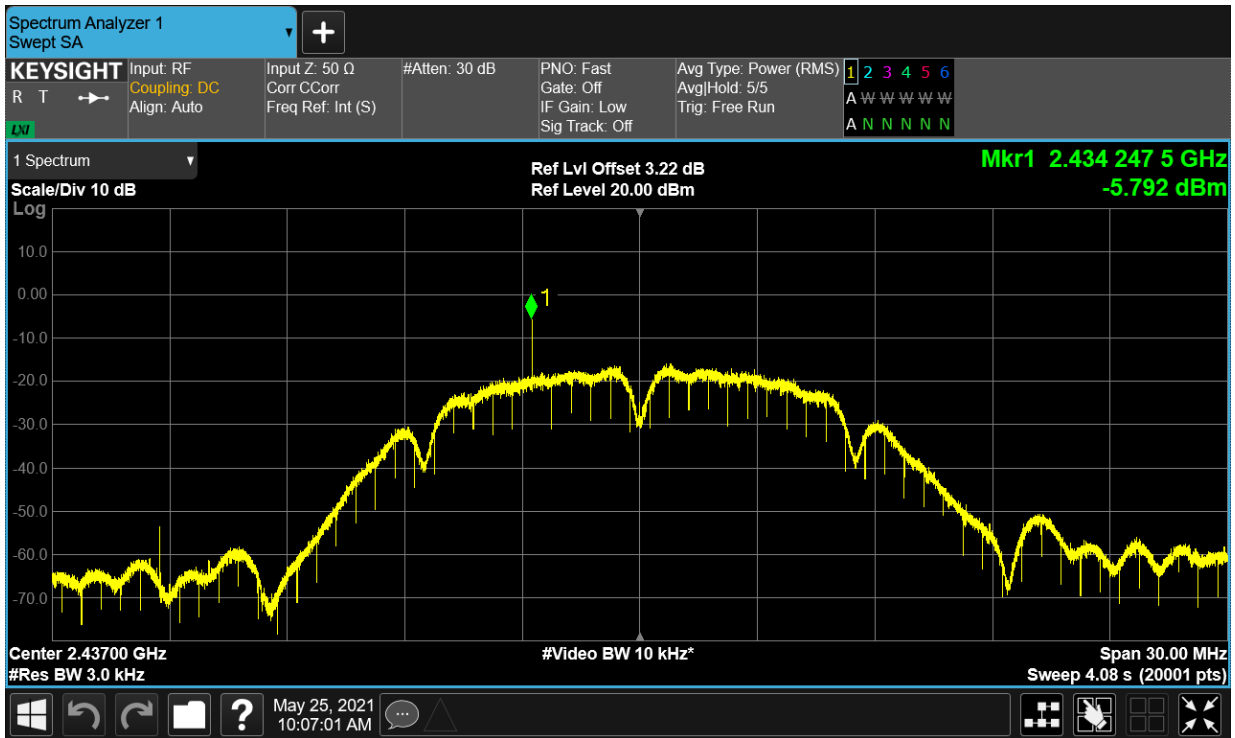 Spectrum Analyzer 1
Swept SA
KEYSIGHT
R T
LXI
Input: RF
Coupling: DC
Align: Auto
Input Z: 50 Ω
Corr CCorr
Freq Ref: Int (S)
#Atten: 30 dB
PNO: Fast
Gate: Off
IF Gain: Low
Sig Track: Off
Avg Type: Power (RMS)
Avg|Hold: 5/5
Trig: Free Run
1 2 3 4 5 6
A W W W W W
A N N N N N
1 Spectrum
Scale/Div 10 dB
Log
Ref Lvl Offset 3.22 dB
Ref Level 20.00 dBm
Mkr1 2.434 247 5 GHz
-5.792 dBm
10.0
0.00
1
-10.0
-20.0
-30.0
-40.0
-50.0
-60.0
-70.0
Center 2.43700 GHz
#Res BW 3.0 kHz
#Video BW 10 kHz*
Span 30.00 MHz
Sweep 4.08 s (20001 pts)
?
May 25, 2021
10:07:01 AM